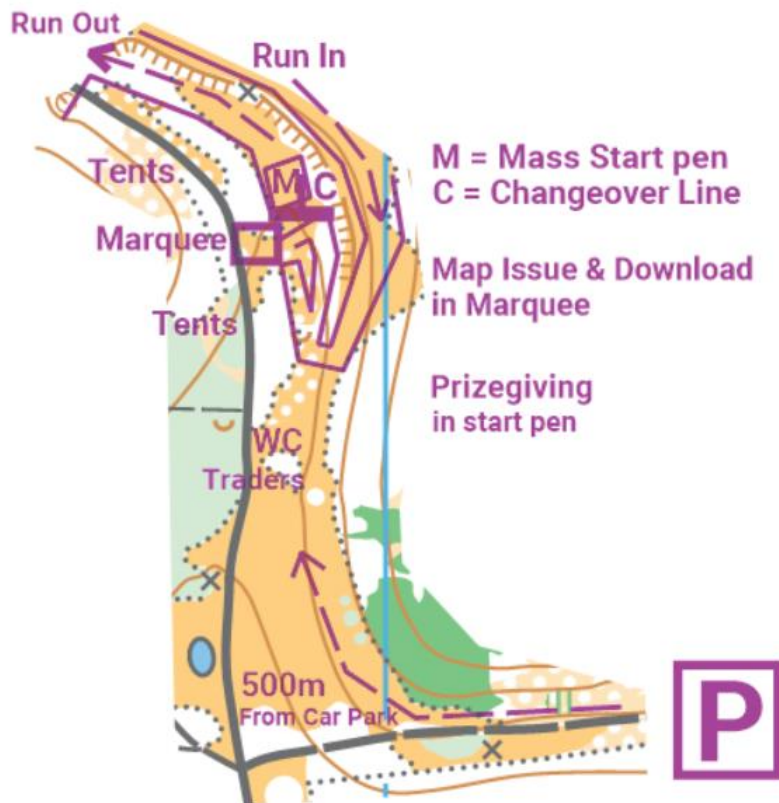 Run Out
Run In
M = Mass Start pen
C = Changeover Line
Tents
M
C
Marquee
Map Issue & Download
in Marquee
Tents
Prizegiving
in start pen
WC
Traders
500m
From Car Park
P